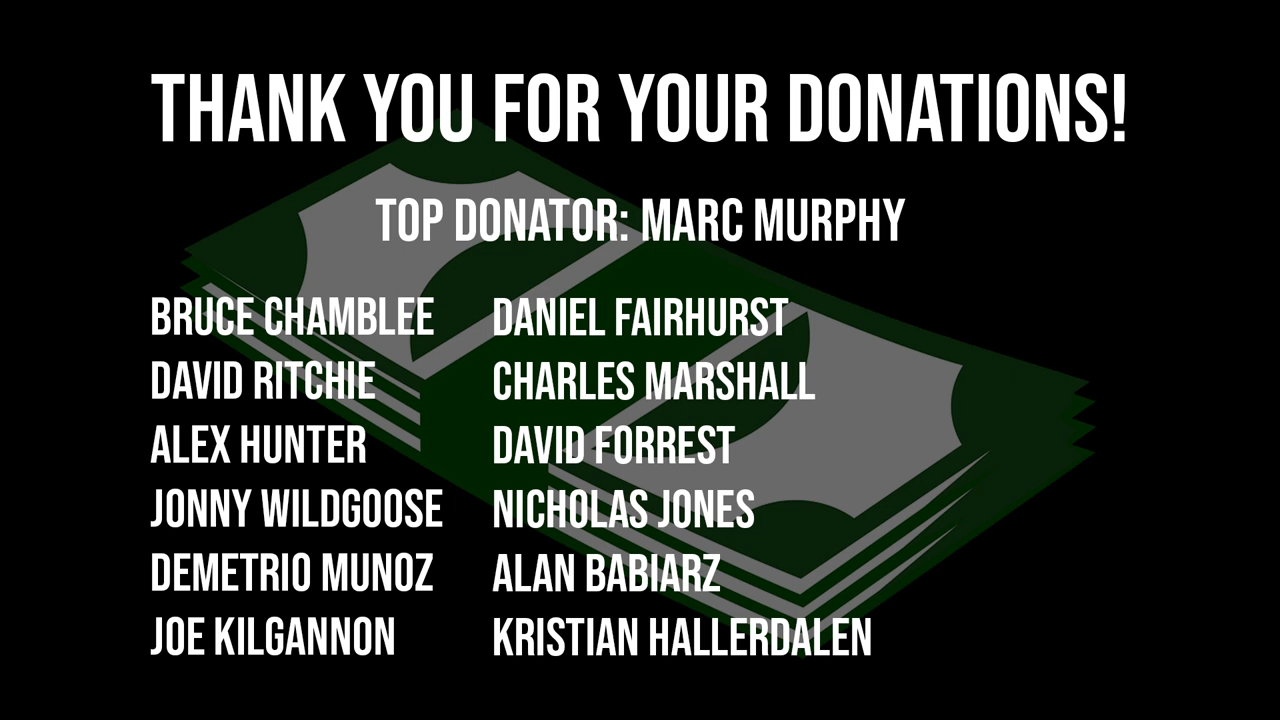 THANK YOU FOR YOUR DONATIONS!
TOP DONATOR: MARC MURPHY
BRUCE CHAMBLEE
DAVID RITCHIE
ALEX HUNTER
JONNY WILDGOOSE
DEMETRIO MUNOZ
JOE KILGANNON
DANIEL FAIRHURST
CHARLES MARSHALL
DAVID FORREST
NICHOLAS JONES
ALAN BABIARZ
KRISTIAN HALLERDALEN